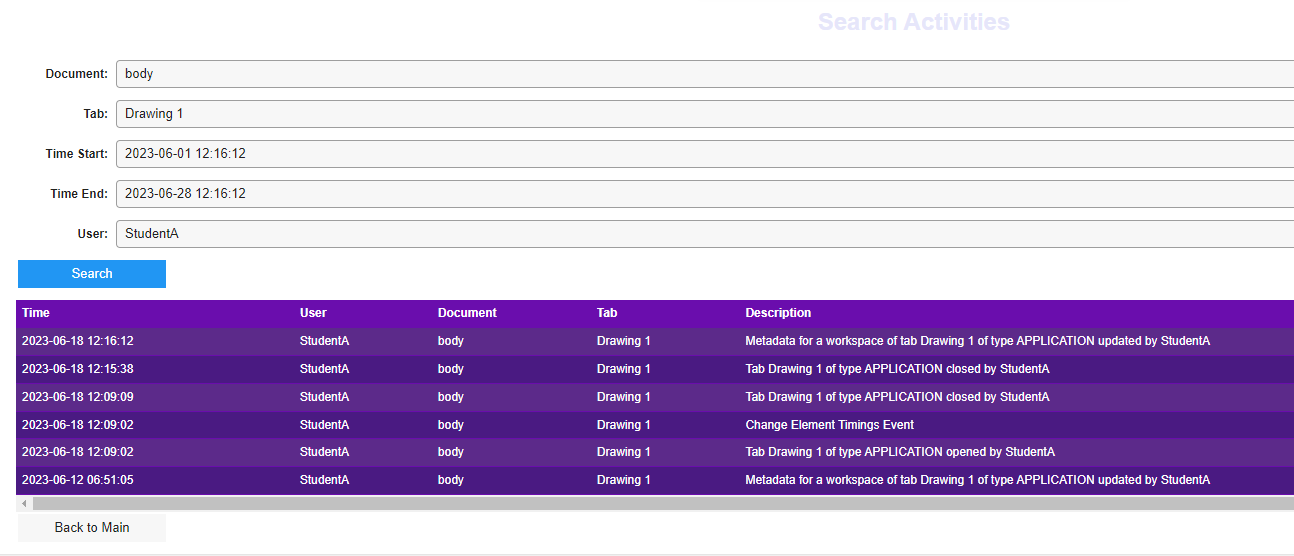 Search Activities
Document: body
Tab: Drawing 1
Time Start: 2023-06-01 12:16:12
Time End: 2023-06-28 12:16:12
User: StudentA
Search
Time User Document Tab Description
2023-06-18 12:16:12 StudentA body Drawing 1 Metadata for a workspace of tab Drawing 1 of type APPLICATION updated by StudentA
2023-06-18 12:15:38 StudentA body Drawing 1 Tab Drawing 1 of type APPLICATION closed by StudentA
2023-06-18 12:09:09 StudentA body Drawing 1 Tab Drawing 1 of type APPLICATION closed by StudentA
2023-06-18 12:09:02 StudentA body Drawing 1 Change Element Timings Event
2023-06-18 12:09:02 StudentA body Drawing 1 Tab Drawing 1 of type APPLICATION opened by StudentA
2023-06-12 06:51:05 StudentA body Drawing 1 Metadata for a workspace of tab Drawing 1 of type APPLICATION updated by StudentA
Back to Main